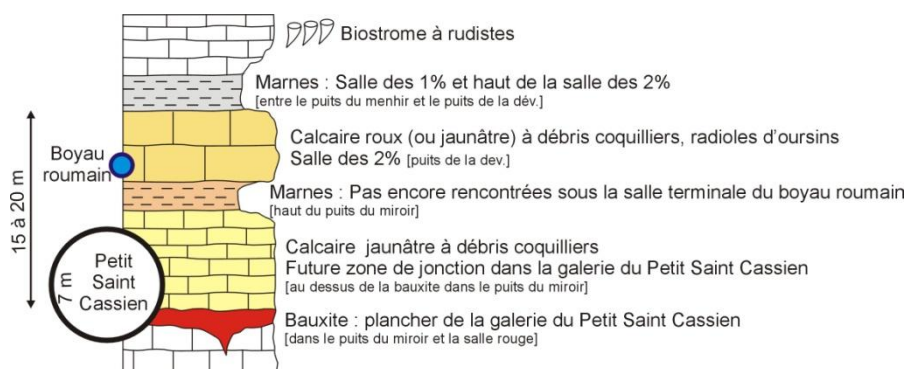 Biostrome à rudistes
Marnes : Salle des 1% et haut de la salle des 2%
[entre le puits du menhir et le puits de la dév.]
Calcaire roux (ou jaunâtre) à débris coquilliers, radioles d'oursins
Salle des 2% [puits de la dev.]
Boyau
roumain
Marnes : Pas encore rencontrées sous la salle terminale du boyau roumain
[haut du puits du miroir]
15 à 20 m
Calcaire jaunâtre à débris coquilliers
Future zone de jonction dans la galerie du Petit Saint Cassien
[au dessus de la bauxite dans le puits du miroir]
7 m
Petit
Saint
Cassien
Bauxite : plancher de la galerie du Petit Saint Cassien
[dans le puits du miroir et la salle rouge]